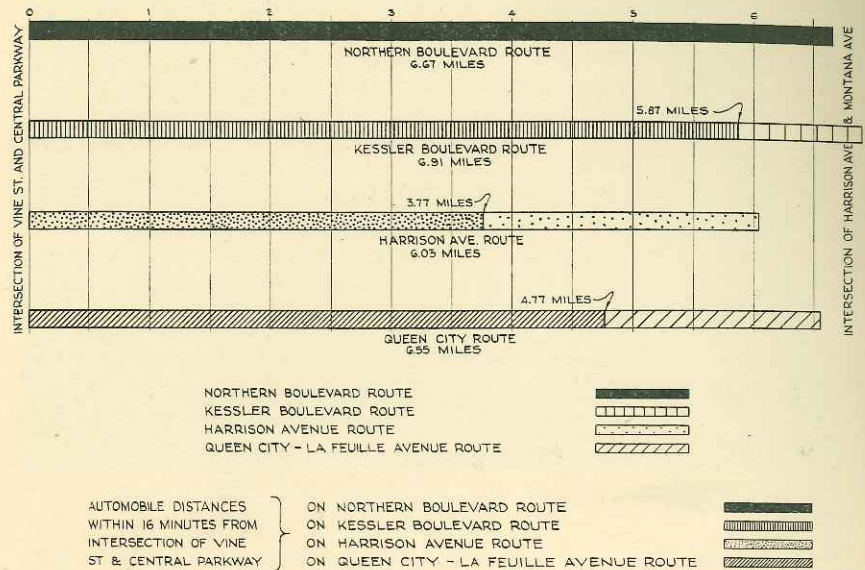 0 1 2 3 4 5 6
INTERSECTION OF VINE ST. AND CENTRAL PARKWAY
INTERSECTION OF HARRISON AVE & MONTANA AVE
NORTHERN BOULEVARD ROUTE
6.67 MILES
5.87 MILES
KESSLER BOULEVARD ROUTE
6.91 MILES
3.77 MILES
HARRISON AVE. ROUTE
6.03 MILES
4.77 MILES
QUEEN CITY ROUTE
6.55 MILES
NORTHERN BOULEVARD ROUTE
KESSLER BOULEVARD ROUTE
HARRISON AVENUE ROUTE
QUEEN CITY - LA FEUILLE AVENUE ROUTE
AUTOMOBILE DISTANCES ON NORTHERN BOULEVARD ROUTE
WITHIN 16 MINUTES FROM ON KESSLER BOULEVARD ROUTE
INTERSECTION OF VINE ON HARRISON AVENUE ROUTE
ST & CENTRAL PARKWAY ON QUEEN CITY - LA FEUILLE AVENUE ROUTE